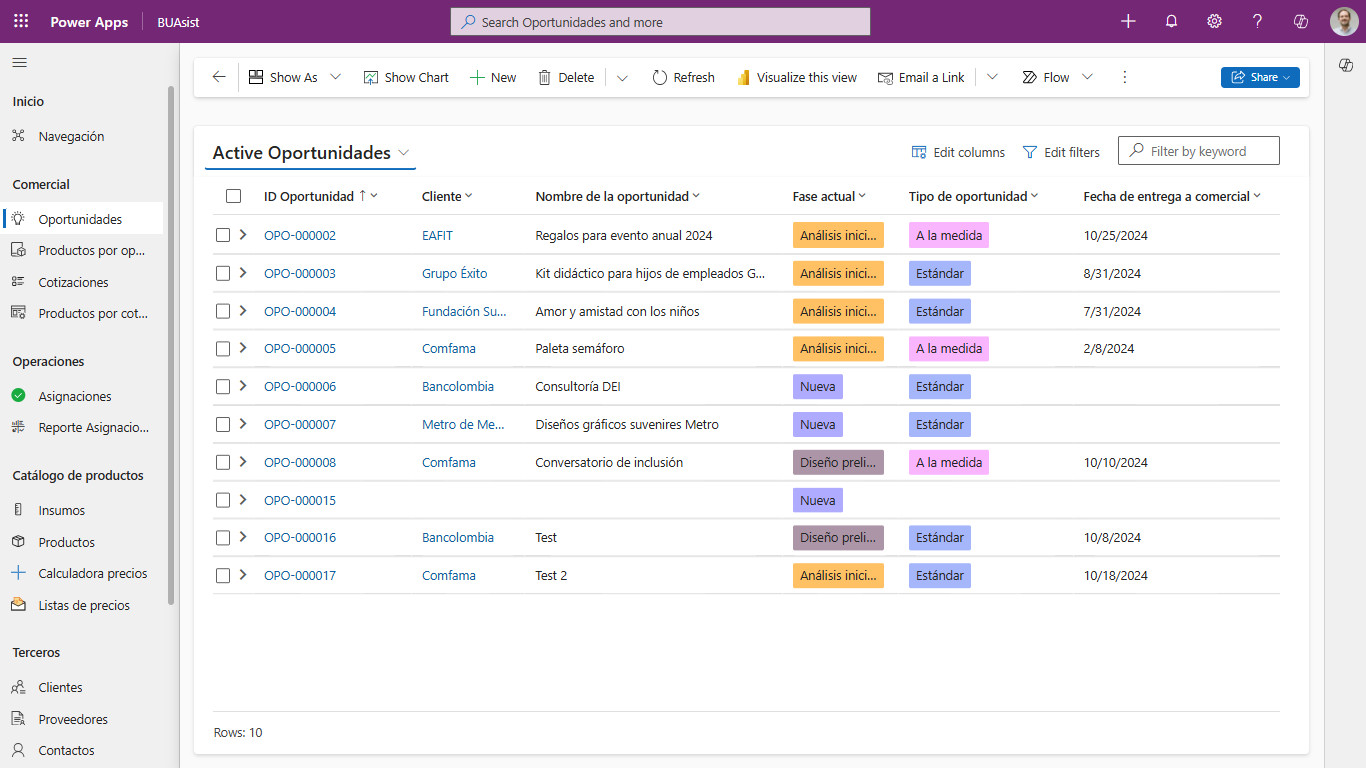 Power Apps BUAsist Search Oportunidades and more
Show As Show Chart New Delete Refresh Visualize this view Email a Link Flow Share
Inicio
Navegación
Comercial
Oportunidades
Productos por op...
Cotizaciones
Productos por cot...
Operaciones
Asignaciones
Reporte Asignacio...
Catálogo de productos
Insumos
Productos
Calculadora precios
Listas de precios
Terceros
Clientes
Proveedores
Contactos
Active Oportunidades Edit columns Edit filters Filter by keyword
ID Oportunidad Cliente Nombre de la oportunidad Fase actual Tipo de oportunidad Fecha de entrega a comercial
OPO-000002 EAFIT Regalos para evento anual 2024 Análisis inici... A la medida 10/25/2024
OPO-000003 Grupo Éxito Kit didáctico para hijos de empleados G... Análisis inici... Estándar 8/31/2024
OPO-000004 Fundación Su... Amor y amistad con los niños Análisis inici... Estándar 7/31/2024
OPO-000005 Comfama Paleta semáforo Análisis inici... A la medida 2/8/2024
OPO-000006 Bancolombia Consultoría DEI Nueva Estándar
OPO-000007 Metro de Me... Diseños gráficos suvenires Metro Nueva Estándar
OPO-000008 Comfama Conversatorio de inclusión Diseño preli... A la medida 10/10/2024
OPO-000015 Nueva
OPO-000016 Bancolombia Test Diseño preli... Estándar 10/8/2024
OPO-000017 Comfama Test 2 Análisis inici... Estándar 10/18/2024
Rows: 10